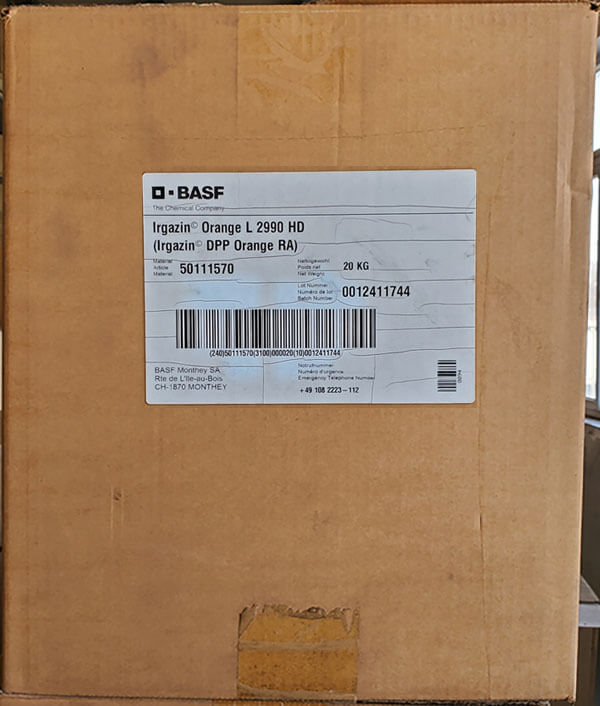 BASF
The Chemical Company
Irgazin© Orange L 2990 HD
(Irgazin© DPP Orange RA)
Material
Article
Material
50111570
Nettogewicht
Poids net
Net Weight
20 KG
Lot Nummer
Numéro de lot
Batch Number
0012411744
(240)50111570(3100)000020(10)0012411744
BASF Monthey SA
Rte de L'Ile-au-Bois
CH-1870 MONTHEY
Notrufnummer
Numéro d'urgence
Emergency Telephone Number
+49 108 2223-112